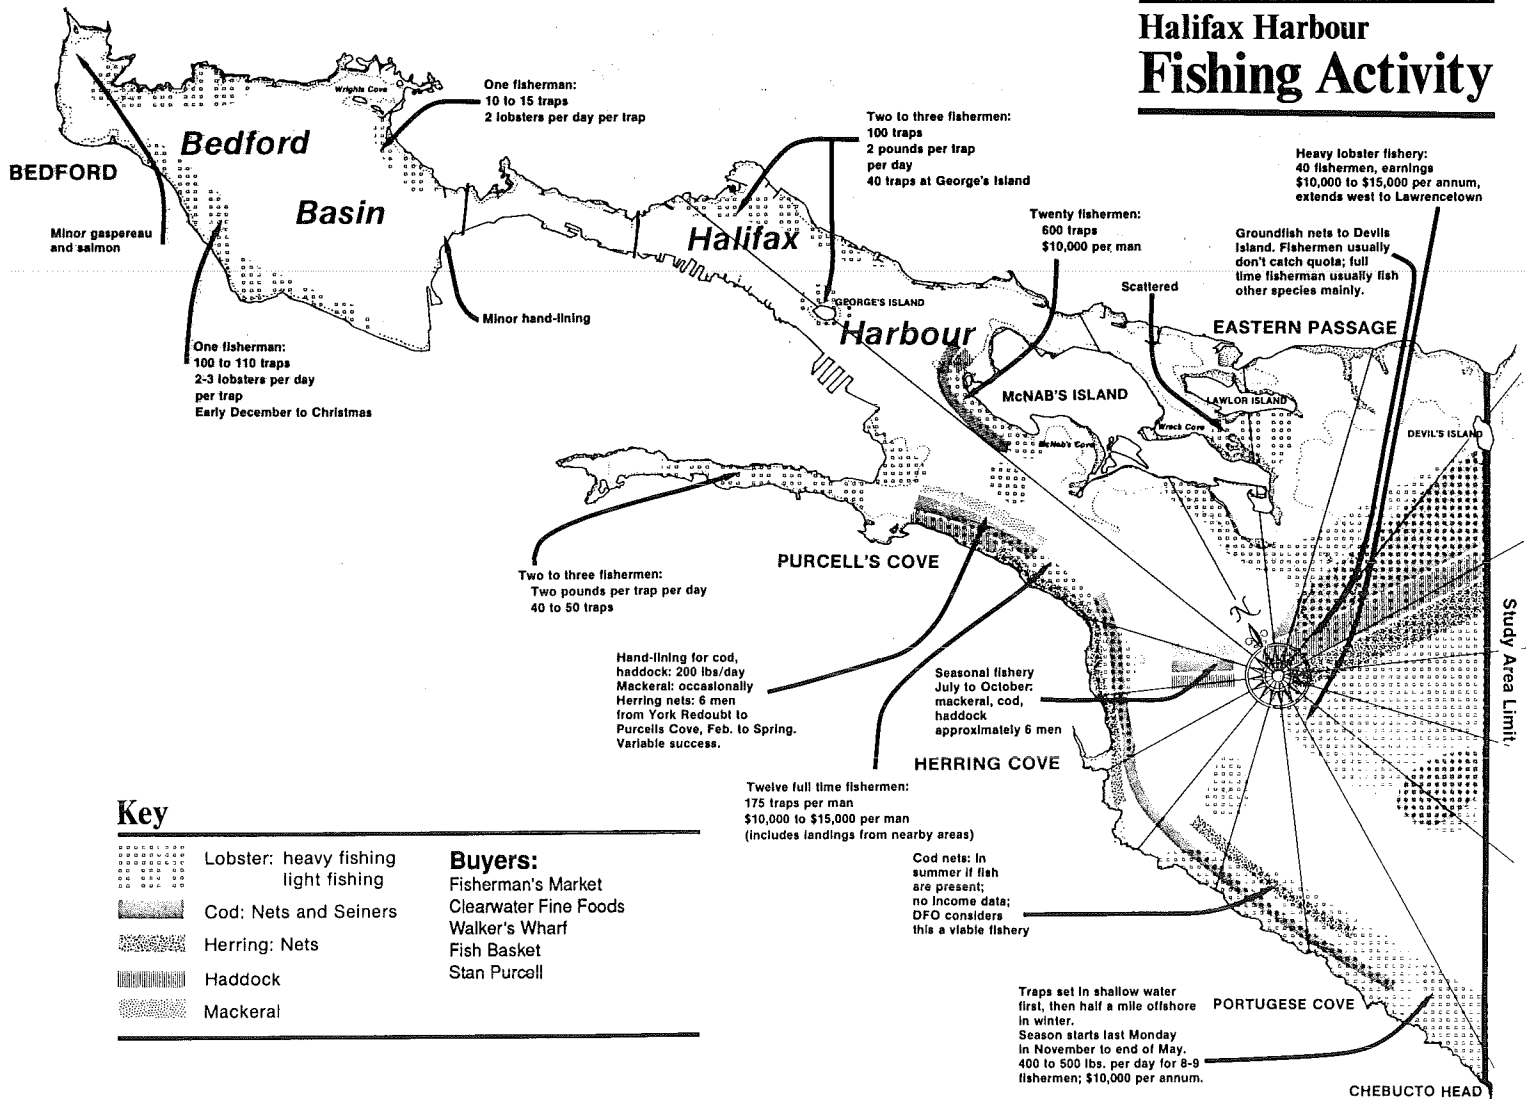 Halifax Harbour
Fishing Activity
One fisherman:
10 to 15 traps
2 lobsters per day per trap
Wrights Cove
Two to three fishermen:
100 traps
2 pounds per trap
per day
40 traps at George's Island
Heavy lobster fishery:
40 fishermen, earnings
$10,000 to $15,000 per annum,
extends west to Lawrencetown
BEDFORD
Bedford
Basin
Minor gaspereau
and salmon
Twenty fishermen:
600 traps
$10,000 per man
Groundfish nets to Devils
Island. Fishermen usually
don't catch quota; full
time fisherman usually fish
other species mainly.
Halifax
Harbour
GEORGE'S ISLAND
Scattered
EASTERN PASSAGE
Minor hand-lining
One fisherman:
100 to 110 traps
2-3 lobsters per day
per trap
Early December to Christmas
McNAB'S ISLAND
LAWLOR ISLAND
Wreck Cove
McNab's Cove
DEVIL'S ISLAND
PURCELL'S COVE
Two to three fishermen:
Two pounds per trap per day
40 to 50 traps
N
Study Area Limit
Hand-lining for cod,
haddock: 200 lbs/day
Mackeral: occasionally
Herring nets: 6 men
from York Redoubt to
Purcells Cove, Feb. to Spring.
Variable success.
Seasonal fishery
July to October:
mackeral, cod,
haddock
approximately 6 men
HERRING COVE
Twelve full time fishermen:
175 traps per man
$10,000 to $15,000 per man
(includes landings from nearby areas)
Cod nets: In
summer if fish
are present;
no income data;
DFO considers
this a viable fishery
Key
Lobster: heavy fishing
light fishing
Cod: Nets and Seiners
Herring: Nets
Haddock
Mackeral
Buyers:
Fisherman's Market
Clearwater Fine Foods
Walker's Wharf
Fish Basket
Stan Purcell
Traps set in shallow water
first, then half a mile offshore
in winter.
Season starts last Monday
in November to end of May.
400 to 500 lbs. per day for 8-9
fishermen; $10,000 per annum.
PORTUGESE COVE
CHEBUCTO HEAD